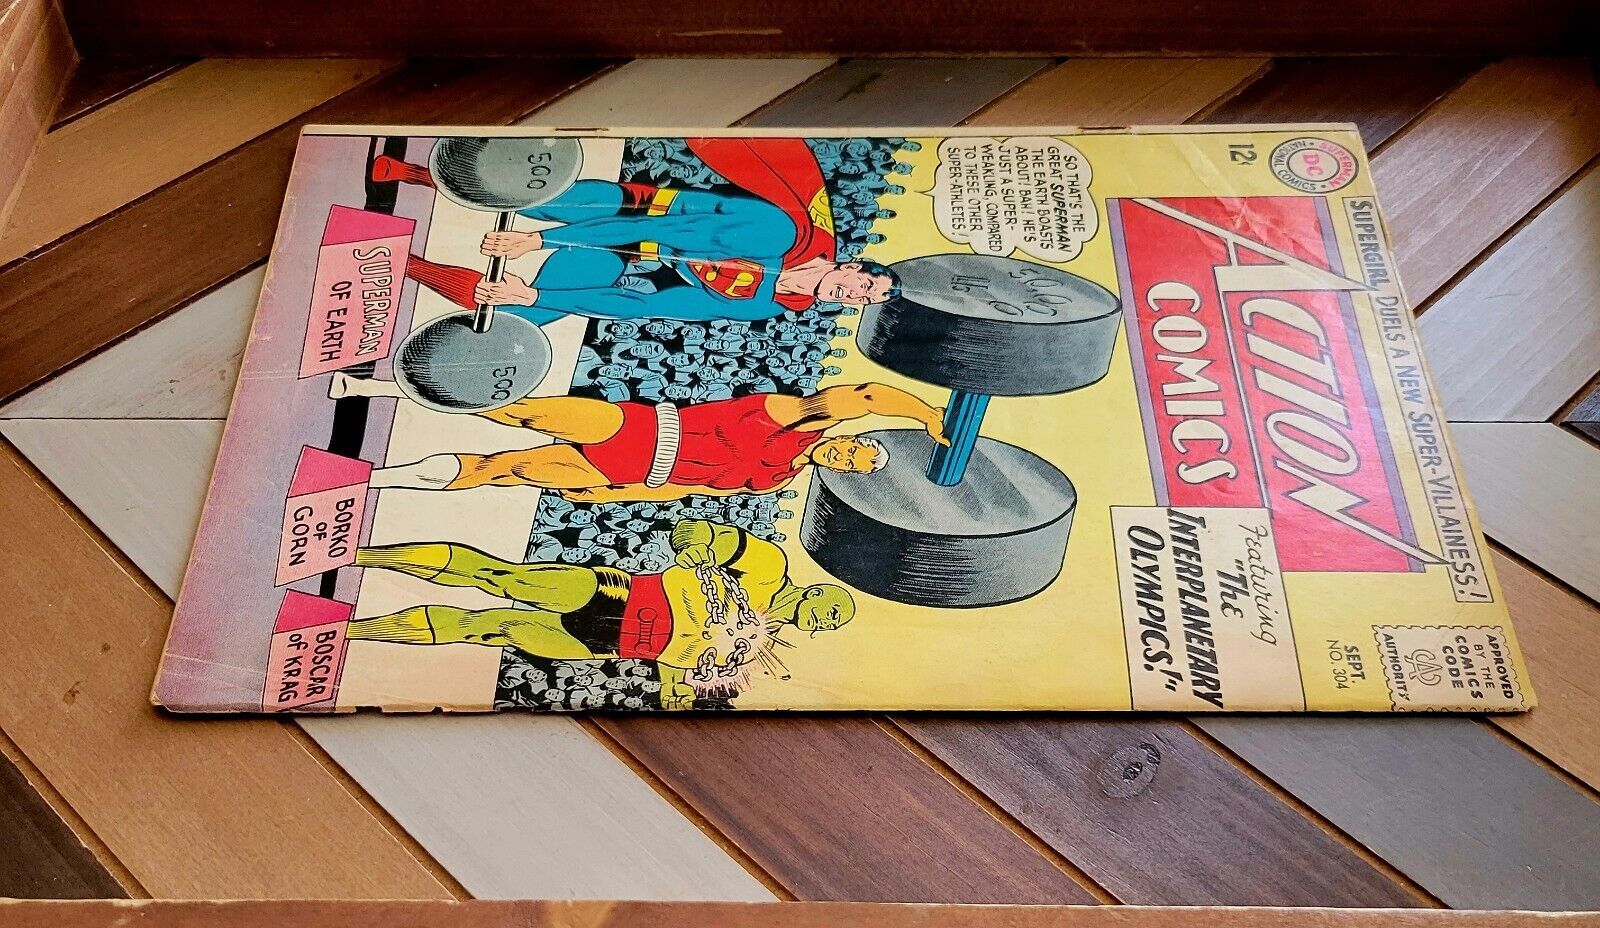 SUPERGIRL DUELS A NEW SUPER-VILLAINESS!
SUPERMAN
DC
NATIONAL COMICS
12¢
ACTION
COMICS
APPROVED
BY THE
COMICS
CODE
AUTHORITY
SEPT.
NO. 304
Featuring
"The
INTERPLANETARY
OLYMPICS!"
SO THAT'S THE
GREAT SUPERMAN
THE EARTH BOASTS
ABOUT! BAH! HE'S
JUST A SUPER-
WEAKLING, COMPARED
TO THESE OTHER
SUPER-ATHLETES!
500
500
SUPERMAN
OF EARTH
BORKO
OF
GORN
BOSCAR
OF KRAG